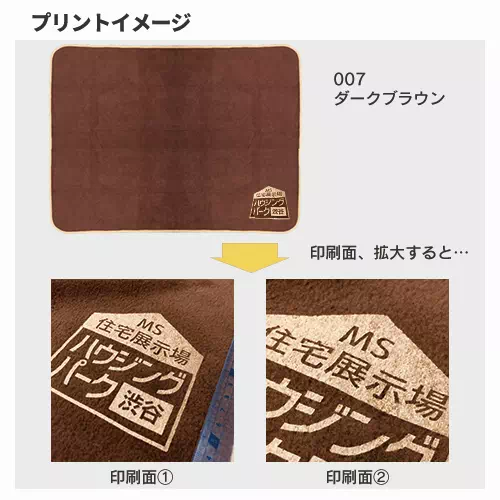 プリントイメージ
007
ダークブラウン
MS
住宅展示場
ハウジング
パーク 渋谷
印刷面、拡大すると…
MS
住宅展示場
ハウジング
パーク 渋谷
MS
住宅展示場
ウジング
印刷面①
印刷面②